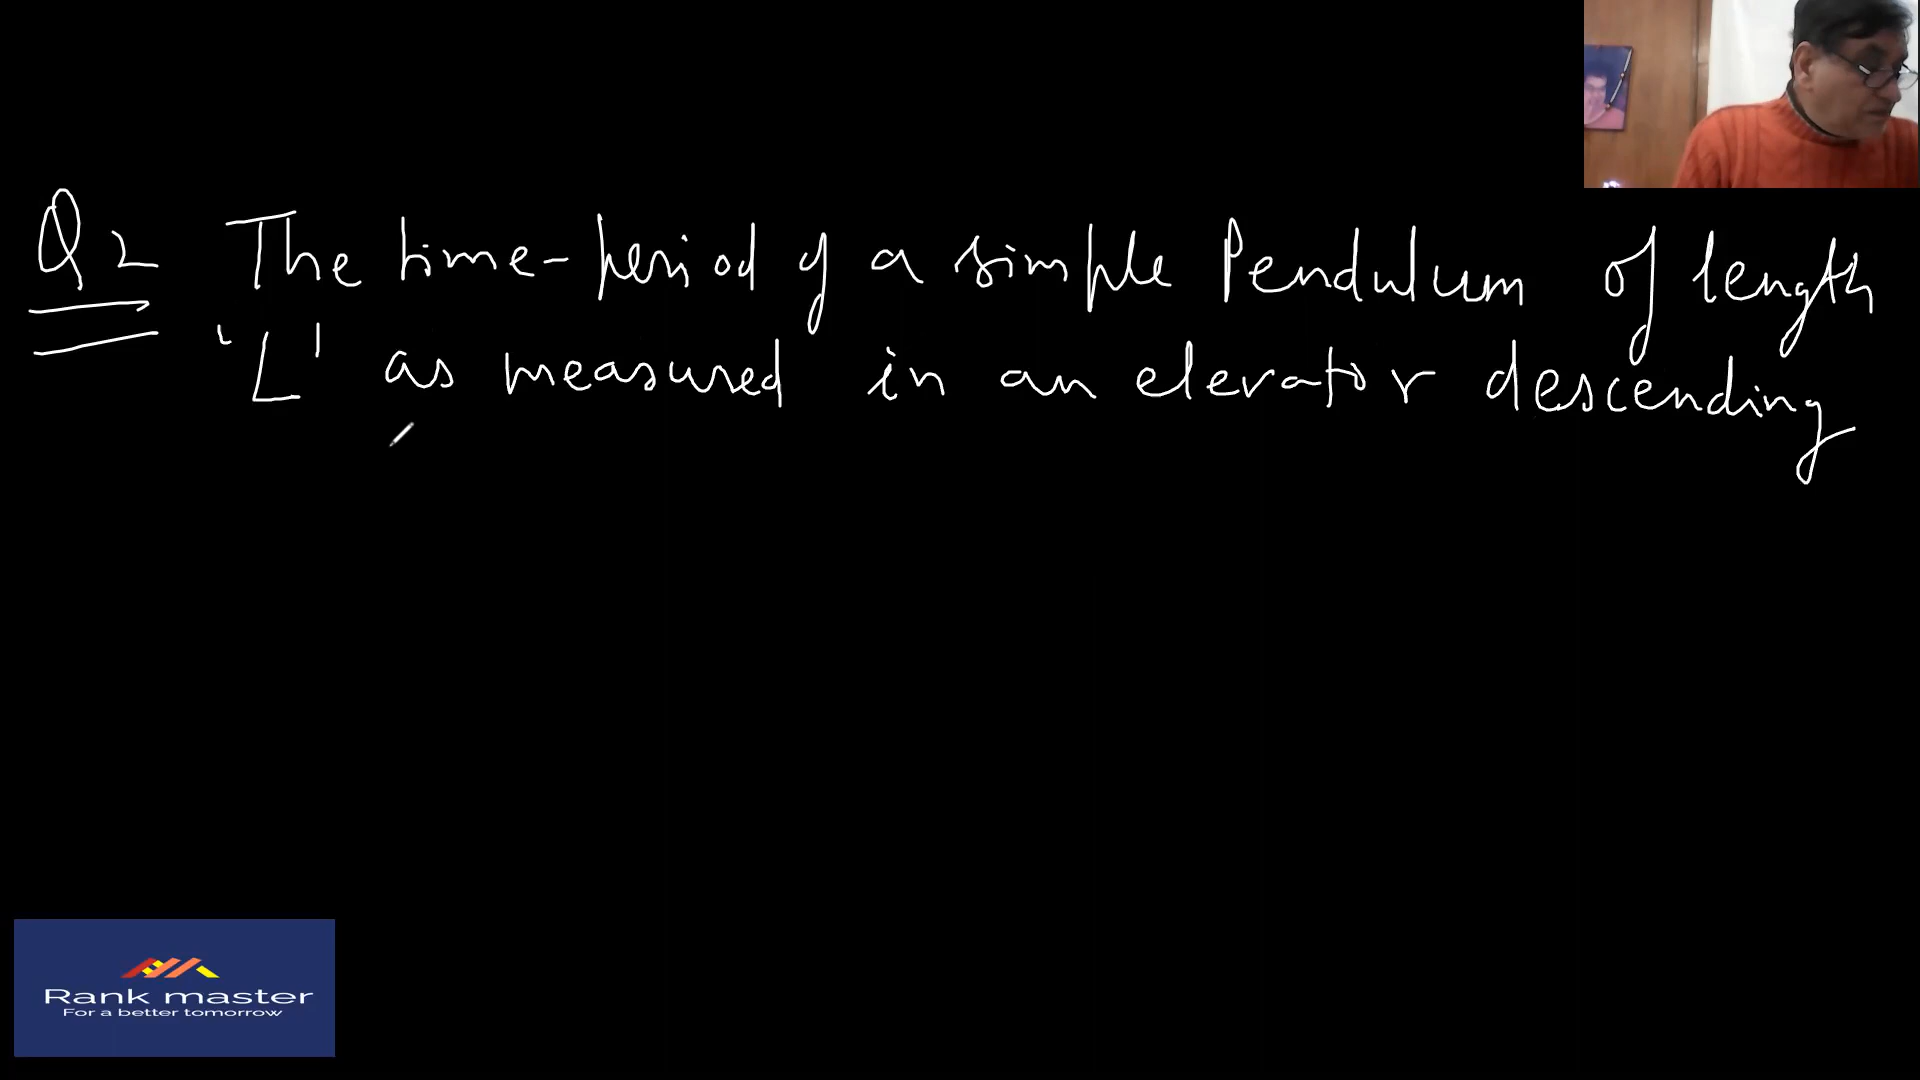 Q2 The time-period of a simple Pendulum of length
'L' as measured in an elevator descending
Rank master
For a better tomorrow